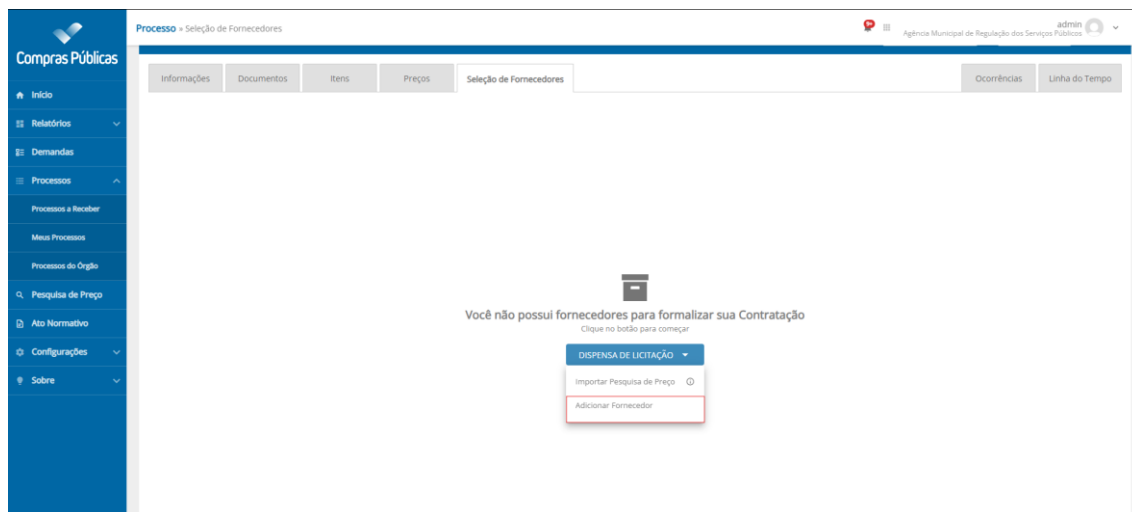 Compras Públicas
Processo » Seleção de Fornecedores
9+
admin
Agência Municipal de Regulação dos Serviços Públicos
Informações
Documentos
Itens
Preços
Seleção de Fornecedores
Ocorrências
Linha do Tempo
Início
Relatórios
Demandas
Processos
Processos a Receber
Meus Processos
Processos do Órgão
Pesquisa de Preço
Ato Normativo
Configurações
Sobre
Você não possui fornecedores para formalizar sua Contratação
Clique no botão para começar
DISPENSA DE LICITAÇÃO
Importar Pesquisa de Preço
Adicionar Fornecedor